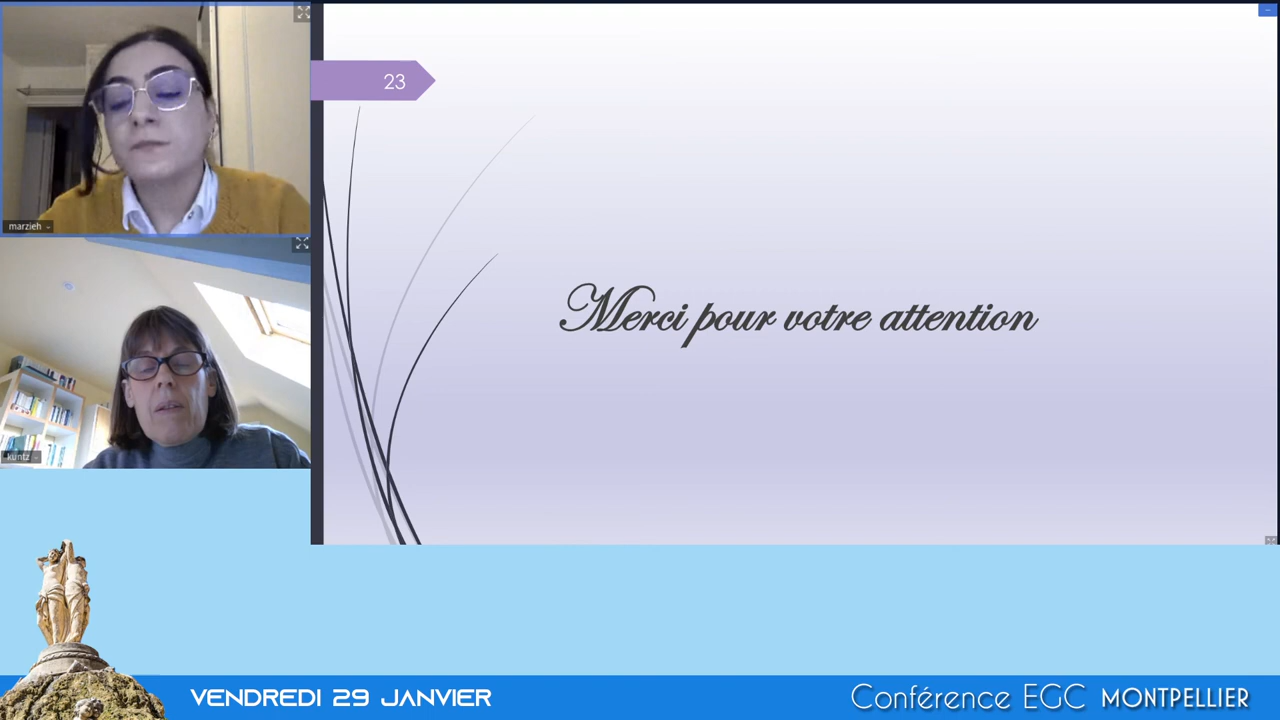 marzieh
kuntz
23
Merci pour votre attention
VENDREDI 29 JANVIER
Conférence EGC MONTPELLIER